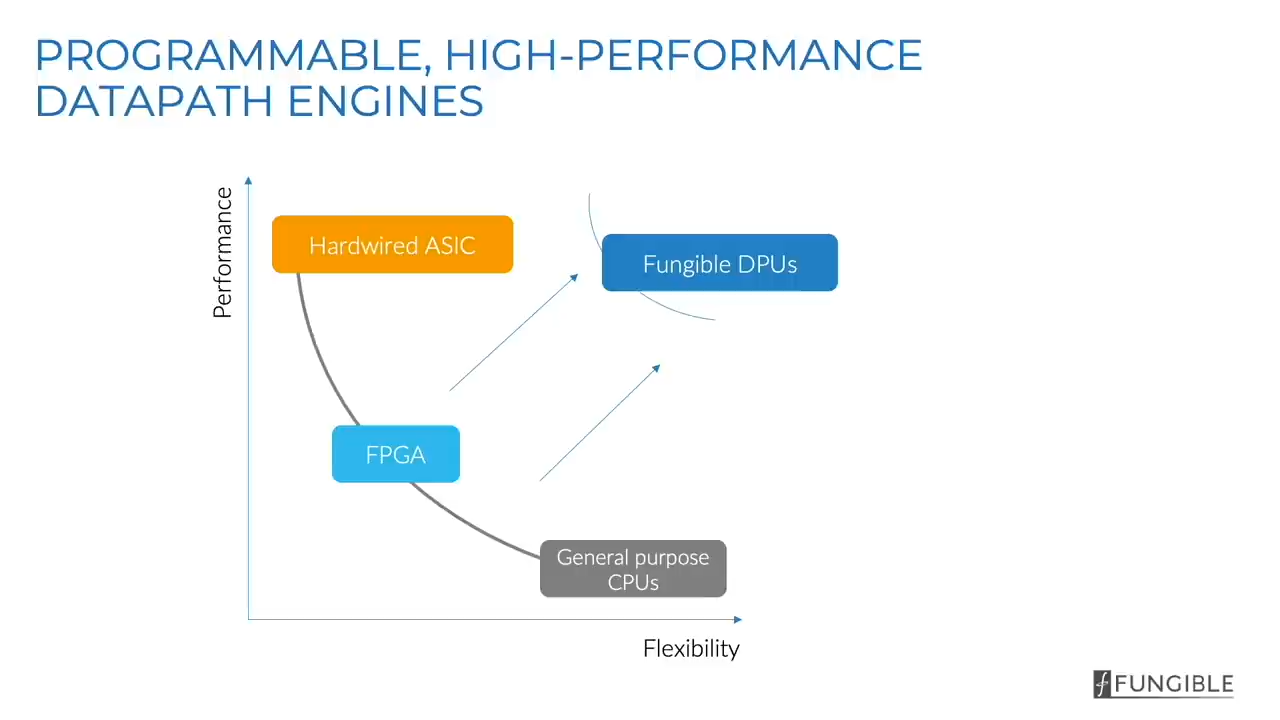 PROGRAMMABLE, HIGH-PERFORMANCE
DATAPATH ENGINES
Performance
Hardwired ASIC
Fungible DPUs
FPGA
General purpose
CPUs
Flexibility
FUNGIBLE